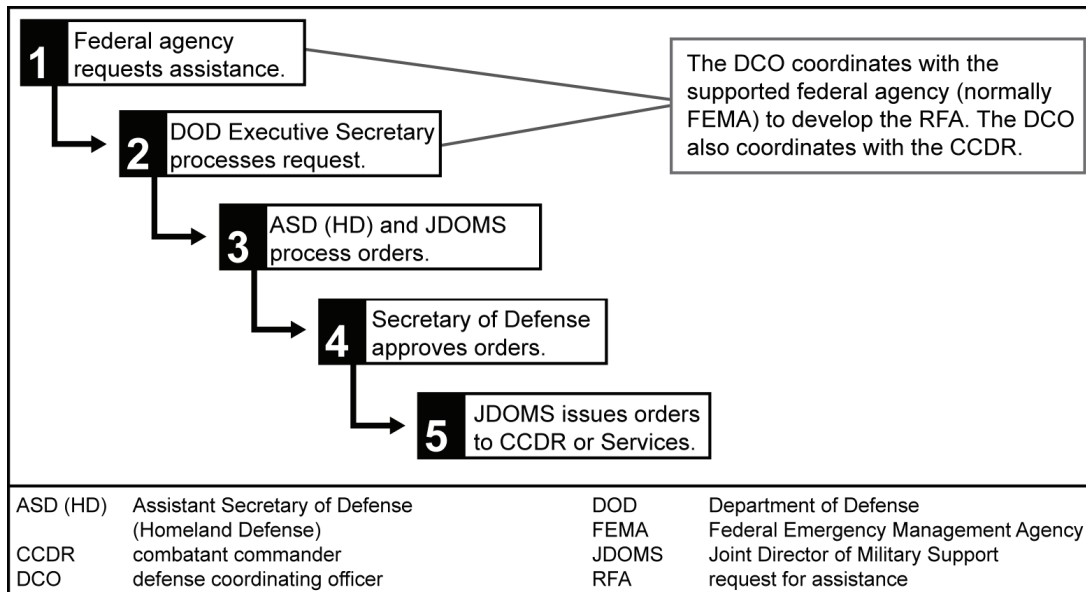 1
Federal agency
requests assistance.
The DCO coordinates with the
supported federal agency (normally
FEMA) to develop the RFA. The DCO
also coordinates with the CCDR.
2
DOD Executive Secretary
processes request.
3
ASD (HD) and JDOMS
process orders.
4
Secretary of Defense
approves orders.
5
JDOMS issues orders
to CCDR or Services.
ASD (HD) Assistant Secretary of Defense
(Homeland Defense)
CCDR combatant commander
DCO defense coordinating officer
DOD Department of Defense
FEMA Federal Emergency Management Agency
JDOMS Joint Director of Military Support
RFA request for assistance